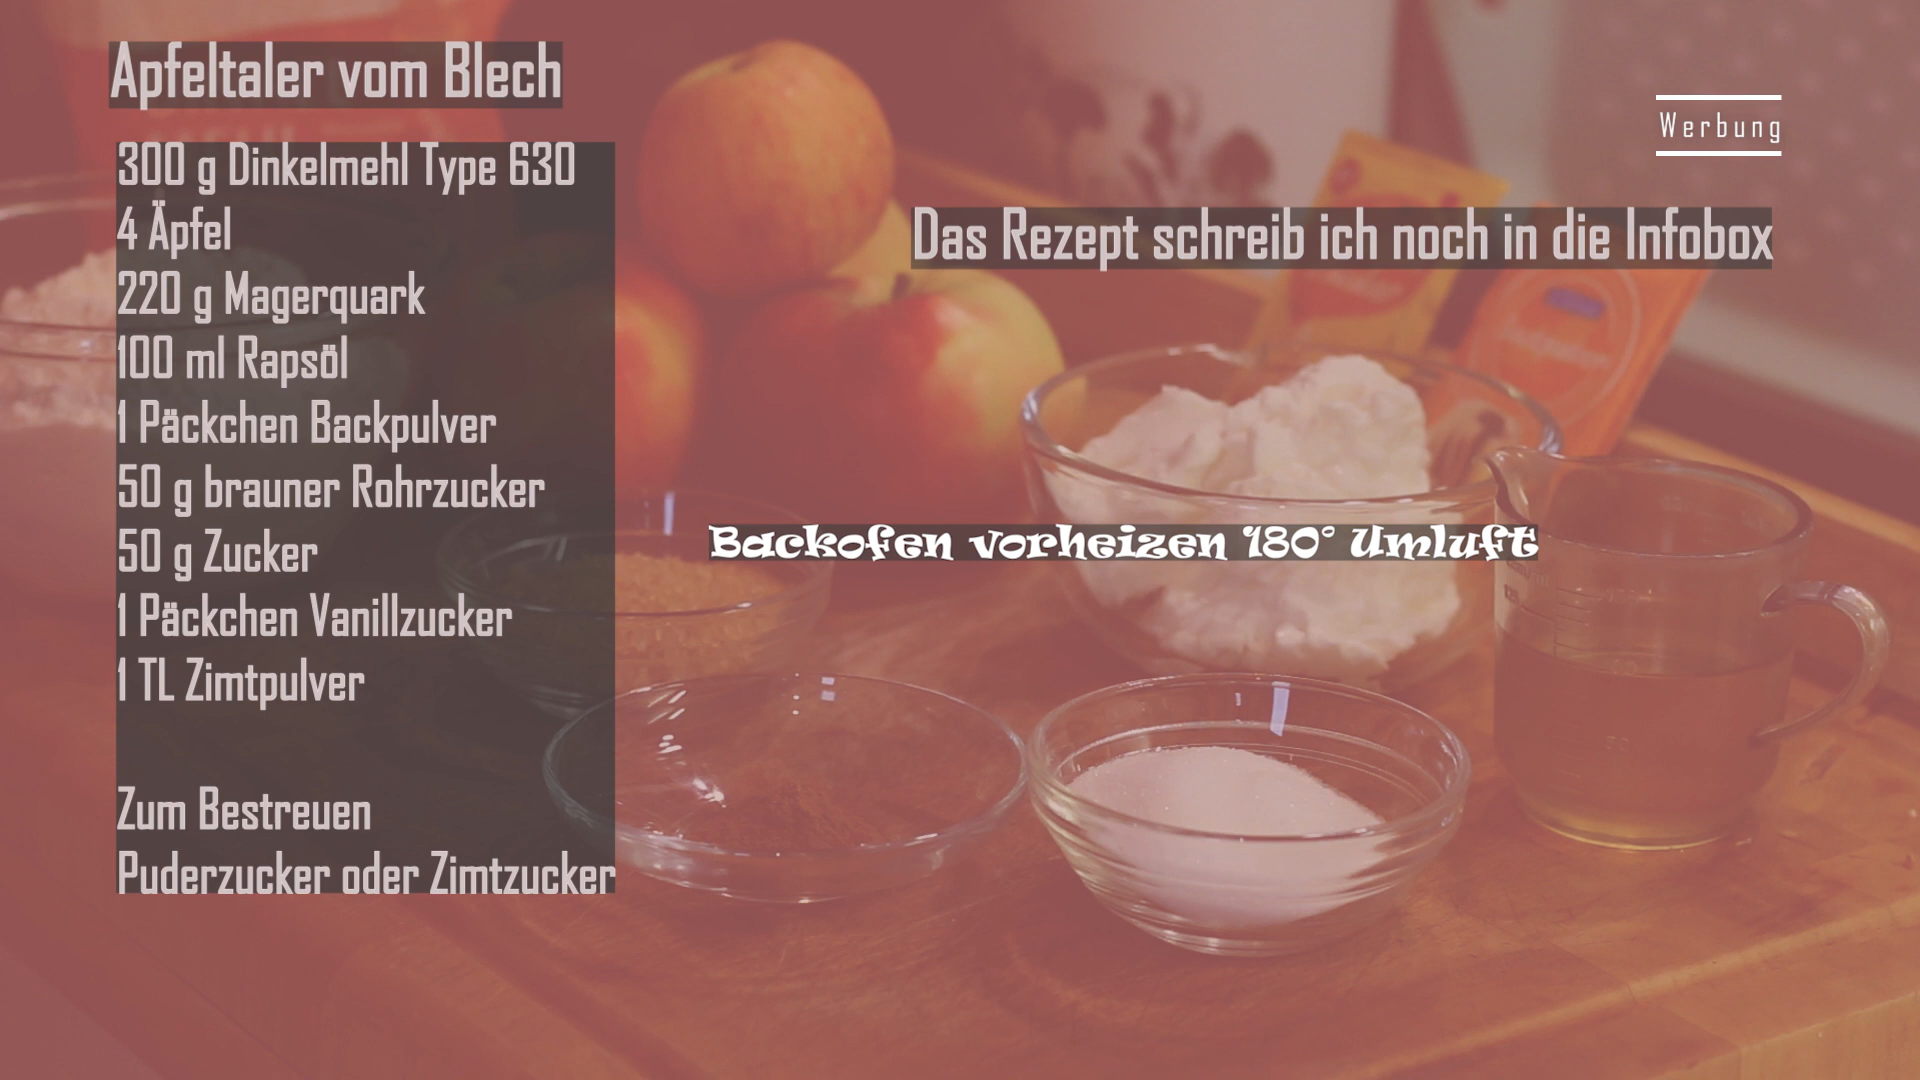 Apfeltaler vom Blech
300 g Dinkelmehl Type 630
4 Äpfel
220 g Magerquark
100 ml Rapsöl
1 Päckchen Backpulver
50 g brauner Rohrzucker
50 g Zucker
1 Päckchen Vanillzucker
1 TL Zimtpulver
Zum Bestreuen
Puderzucker oder Zimtzucker
Werbung
Das Rezept schreib ich noch in die Infobox
Backofen vorheizen 180° Umluft